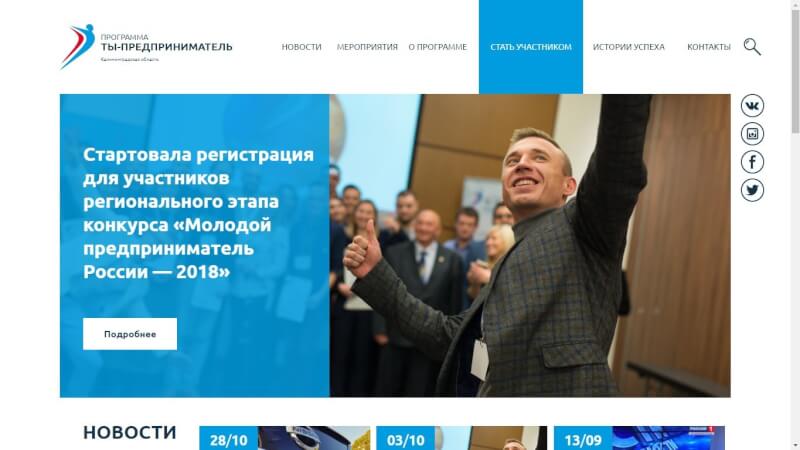 ПРОГРАММА
ТЫ-ПРЕДПРИНИМАТЕЛЬ
Калининградская область
НОВОСТИ МЕРОПРИЯТИЯ О ПРОГРАММЕ СТАТЬ УЧАСТНИКОМ ИСТОРИИ УСПЕХА КОНТАКТЫ
Стартовала регистрация
для участников
регионального этапа
конкурса «Молодой
предприниматель
России — 2018»
Подробнее
НОВОСТИ
28/10 03/10 13/09